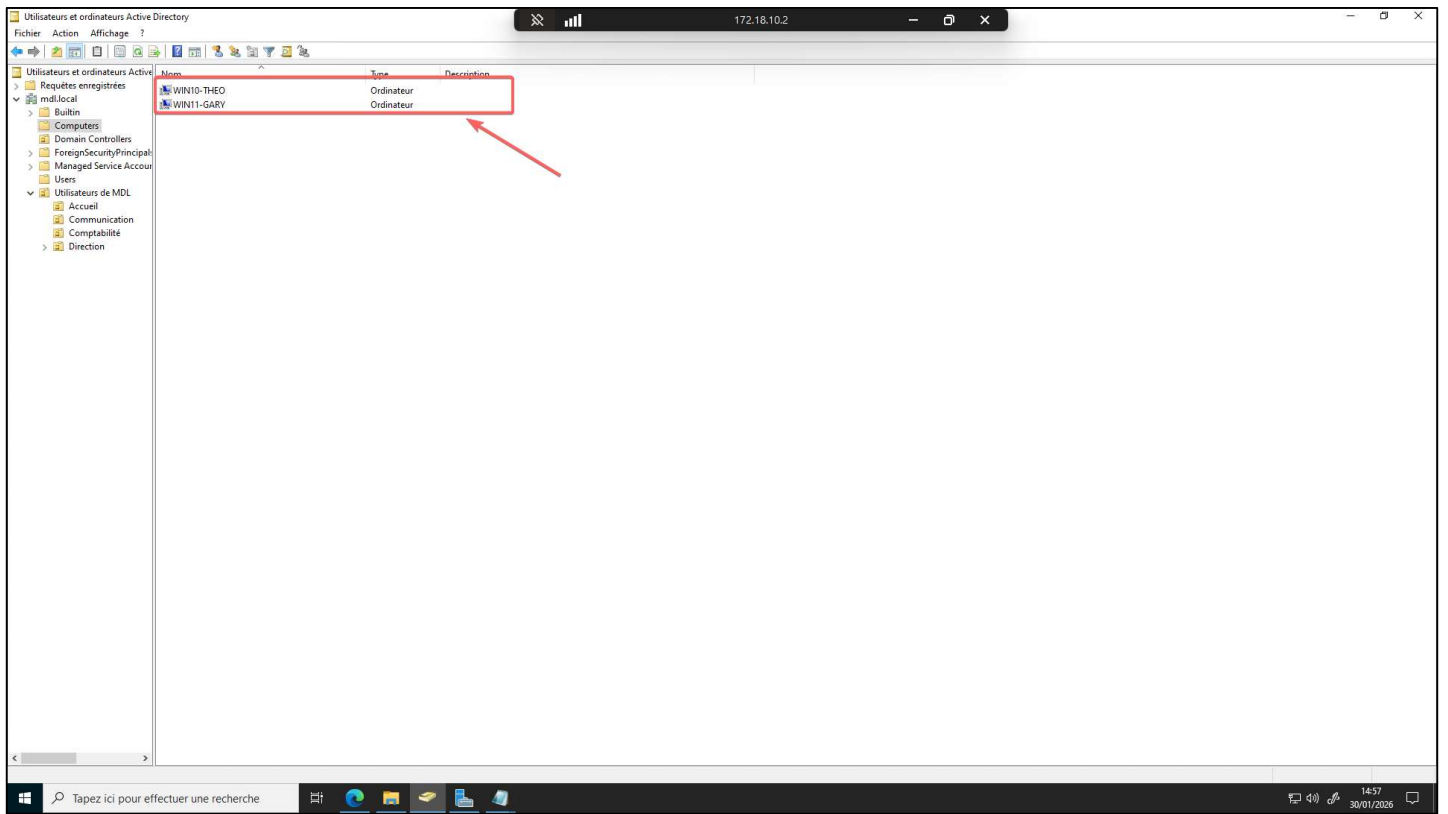 Utilisateurs et ordinateurs Active Directory
172.18.10.2
Fichier Action Affichage ?
Utilisateurs et ordinateurs Active
Requêtes enregistrées
mdl.local
Builtin
Computers
Domain Controllers
ForeignSecurityPrincipals
Managed Service Accour
Users
Utilisateurs de MDL
Accueil
Communication
Comptabilité
Direction
Nom Type Description
WIN10-THEO Ordinateur
WIN11-GARY Ordinateur
Tapez ici pour effectuer une recherche
14:57
30/01/2026